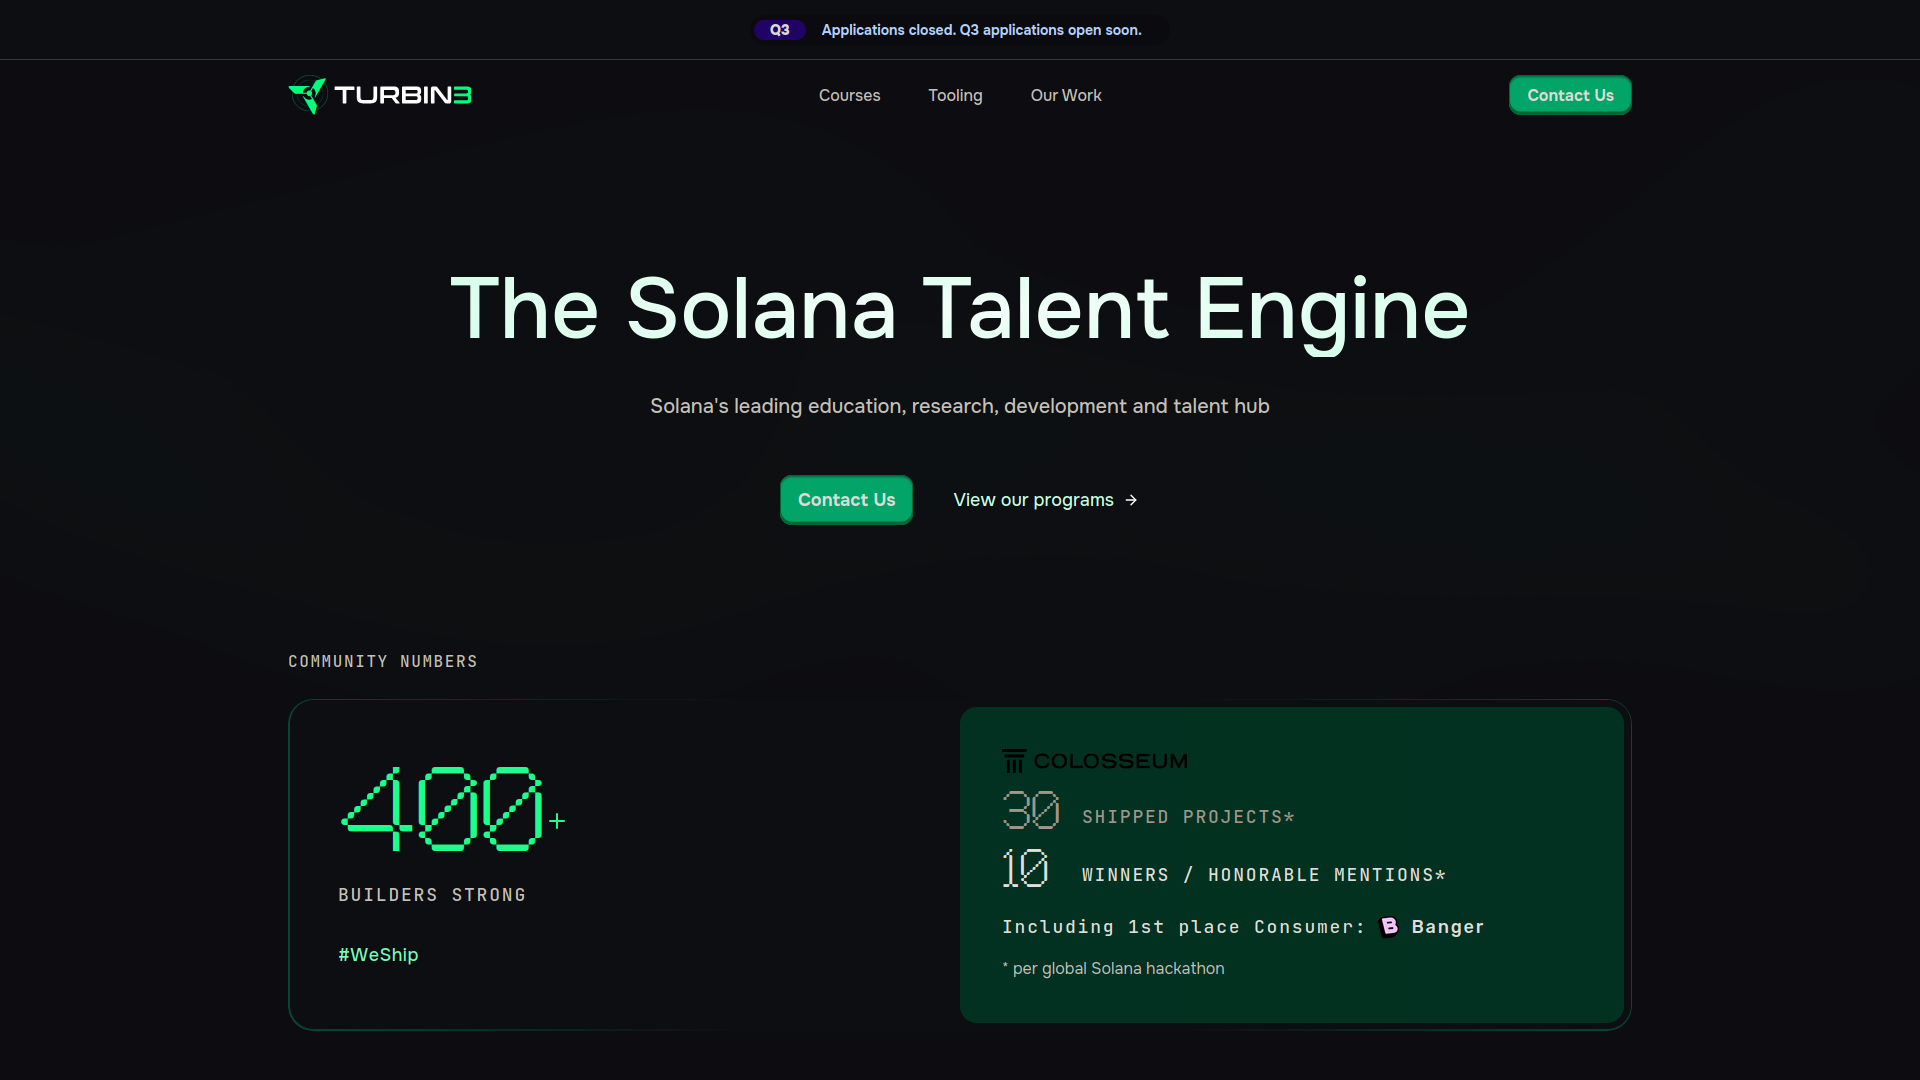 Q3 Applications closed. Q3 applications open soon.
TURBIN3
Courses Tooling Our Work
Contact Us
The Solana Talent Engine
Solana's leading education, research, development and talent hub
Contact Us
View our programs →
COMMUNITY NUMBERS
400+
BUILDERS STRONG
#WeShip
COLOSSEUM
30 SHIPPED PROJECTS*
10 WINNERS / HONORABLE MENTIONS*
Including 1st place Consumer: B Banger
* per global Solana hackathon